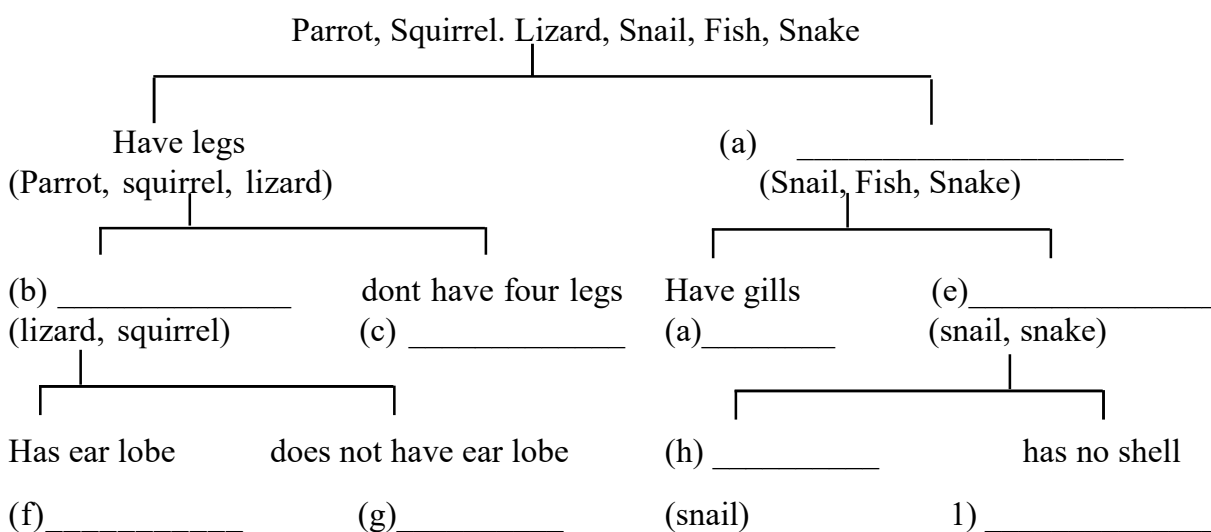 Parrot, Squirrel. Lizard, Snail, Fish, Snake
Have legs (a) ____________________
(Parrot, squirrel, lizard) (Snail, Fish, Snake)
(b) ______________ dont have four legs Have gills (e)_______________
(lizard, squirrel) (c) _____________ (a)________ (snail, snake)
Has ear lobe does not have ear lobe (h) __________ has no shell
(f)____________ (g)__________ (snail) 1) ______________